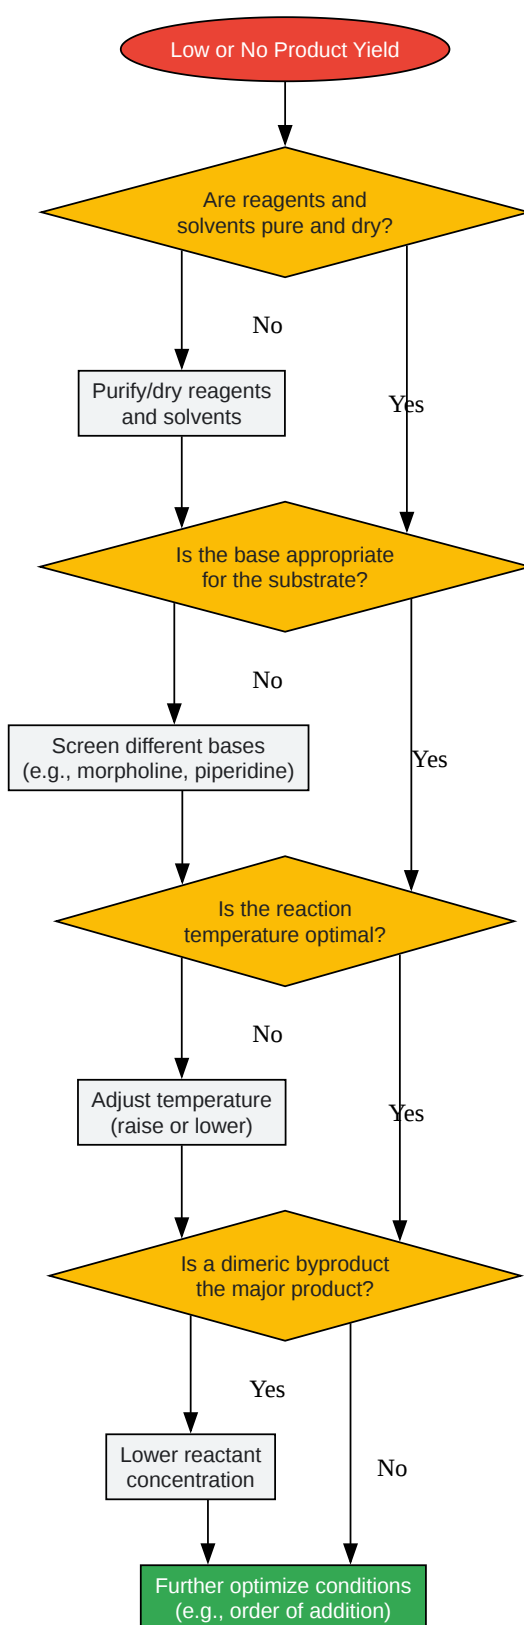 Low or No Product Yield
Are reagents and
solvents pure and dry?
No
Purify/dry reagents
and solvents
Yes
Is the base appropriate
for the substrate?
No
Screen different bases
(e.g., morpholine, piperidine)
Yes
Is the reaction
temperature optimal?
No
Adjust temperature
(raise or lower)
Yes
Is a dimeric byproduct
the major product?
Yes
Lower reactant
concentration
No
Further optimize conditions
(e.g., order of addition)